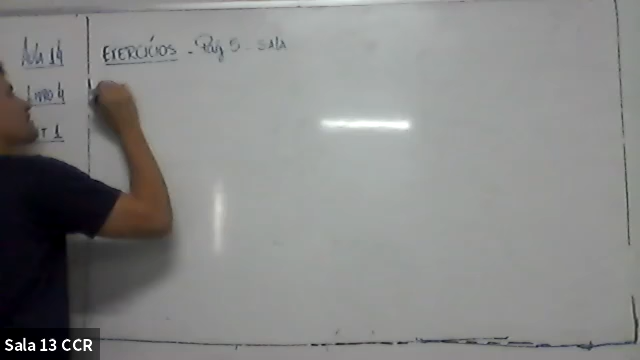 Aula 14
Livro 4
T 1
EXERCÍCIOS - Pág 5 - SALA
Sala 13 CCR